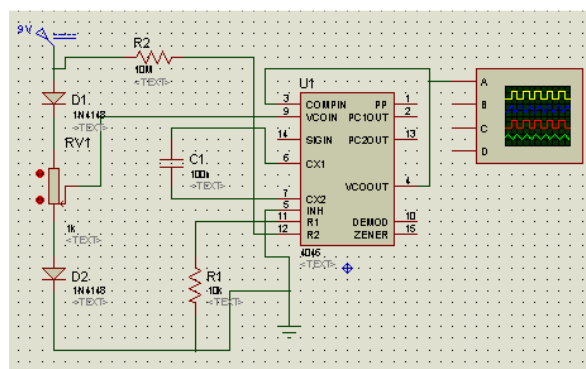 9V
R2
10M
<TEXT>
D1
1N4148
<TEXT>
RV1
1k
<TEXT>
D2
1N4148
<TEXT>
C1
100n
<TEXT>
R1
10k
<TEXT>
U1
3 COMPIN PP 1
9 VCOIN PC1OUT 2
14 SIGIN PC2OUT 13
6 CX1
VCOOUT 4
7 CX2
5 INH
11 R1 DEMOD 10
12 R2 ZENER 15
4046
<TEXT>
A
B
C
D